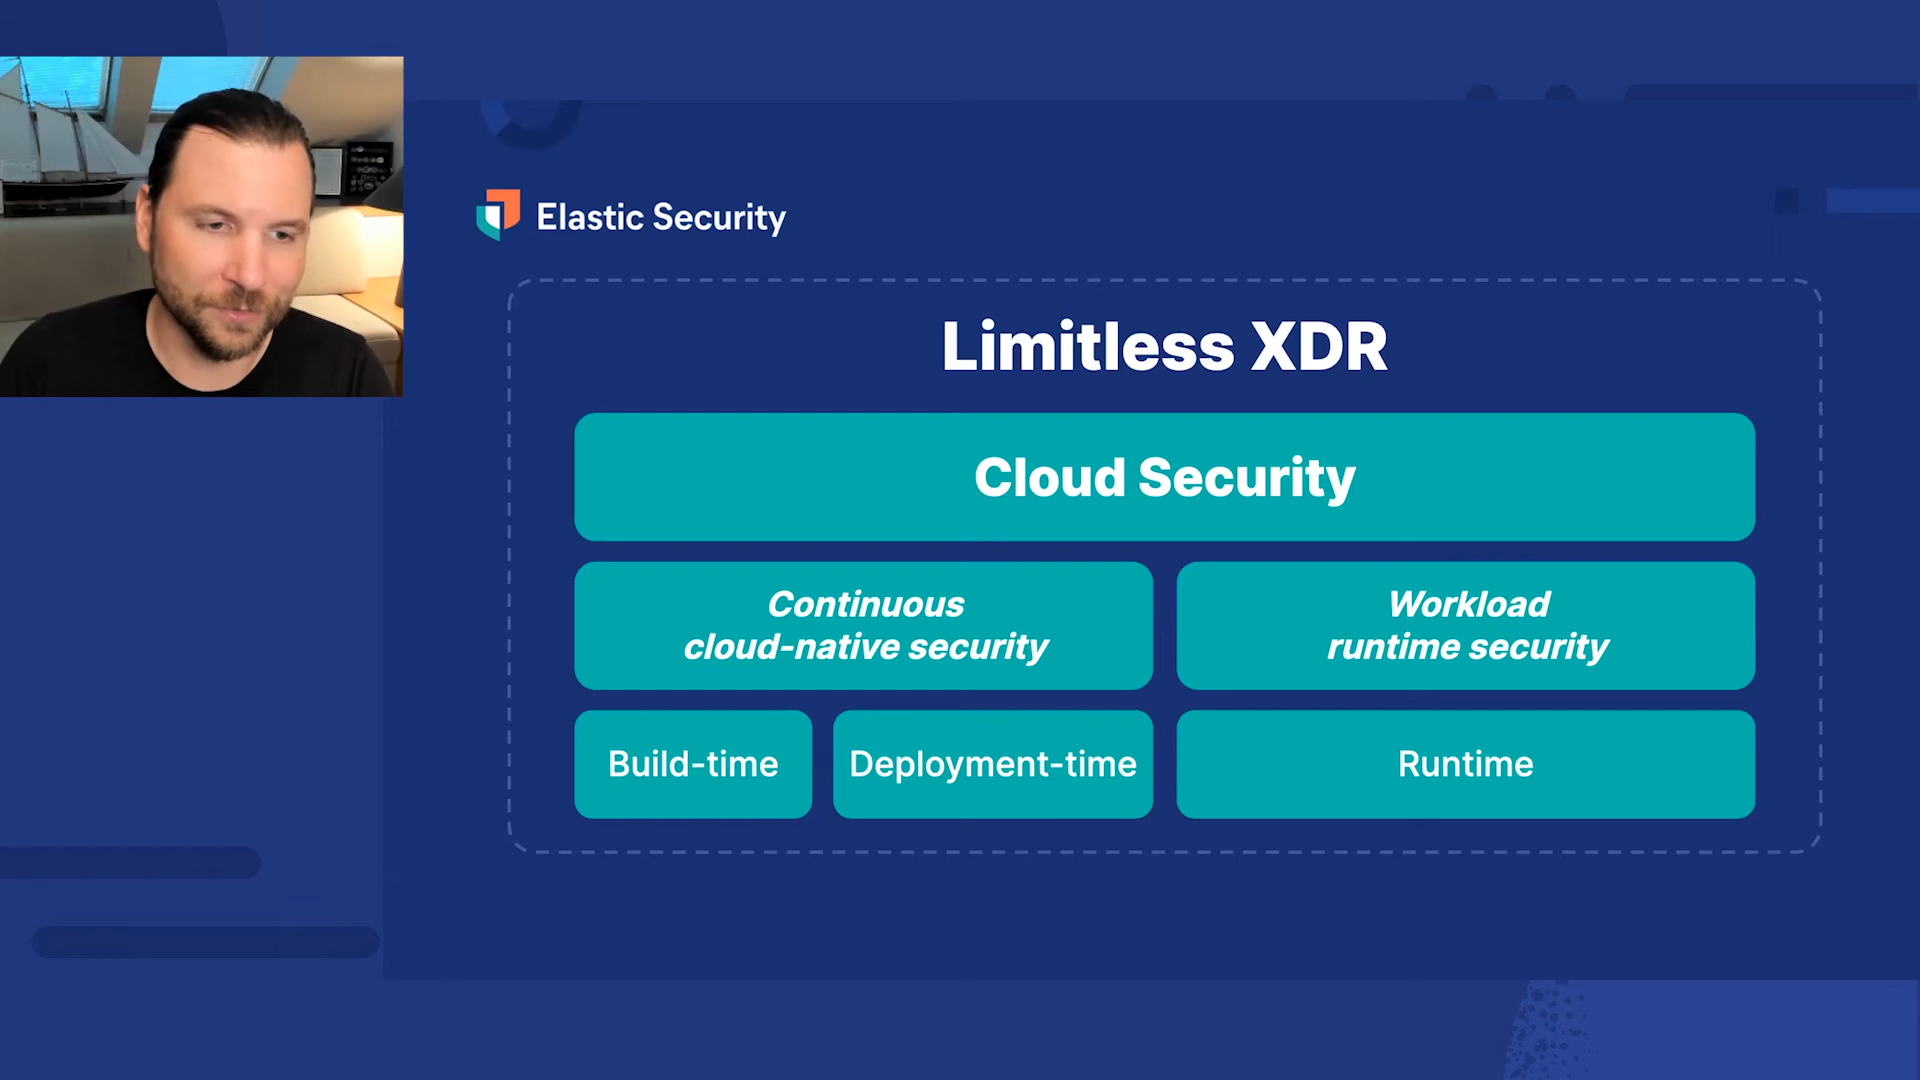 Elastic Security
Limitless XDR
Cloud Security
Continuous
cloud-native security
Workload
runtime security
Build-time
Deployment-time
Runtime